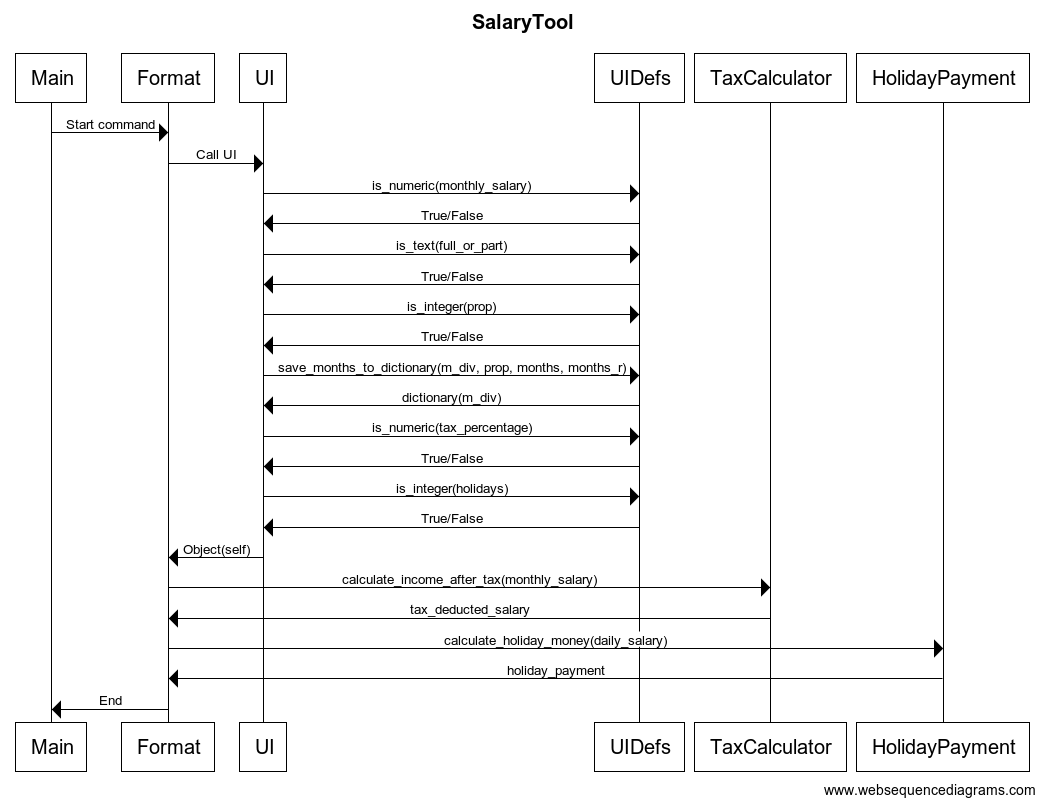 SalaryTool
Main Format UI UIDefs TaxCalculator HolidayPayment
Start command
Call UI
is_numeric(monthly_salary)
True/False
is_text(full_or_part)
True/False
is_integer(prop)
True/False
save_months_to_dictionary(m_div, prop, months, months_r)
dictionary(m_div)
is_numeric(tax_percentage)
True/False
is_integer(holidays)
True/False
Object(self)
calculate_income_after_tax(monthly_salary)
tax_deducted_salary
calculate_holiday_money(daily_salary)
holiday_payment
End
Main Format UI UIDefs TaxCalculator HolidayPayment
www.websequencediagrams.com